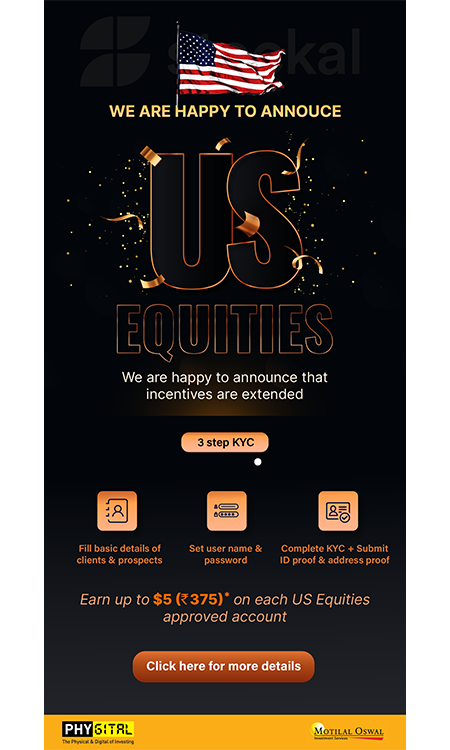 Stockal
WE ARE HAPPY TO ANNOUCE
US
EQUITIES
We are happy to announce that
incentives are extended
3 step KYC
Fill basic details of
clients & prospects
Set user name &
password
Complete KYC + Submit
ID proof & address proof
Earn up to $5 (₹375)* on each US Equities
approved account
Click here for more details
PHYGITAL
The Physical & Digital of Investing
MOTILAL OSWAL
Investment Services